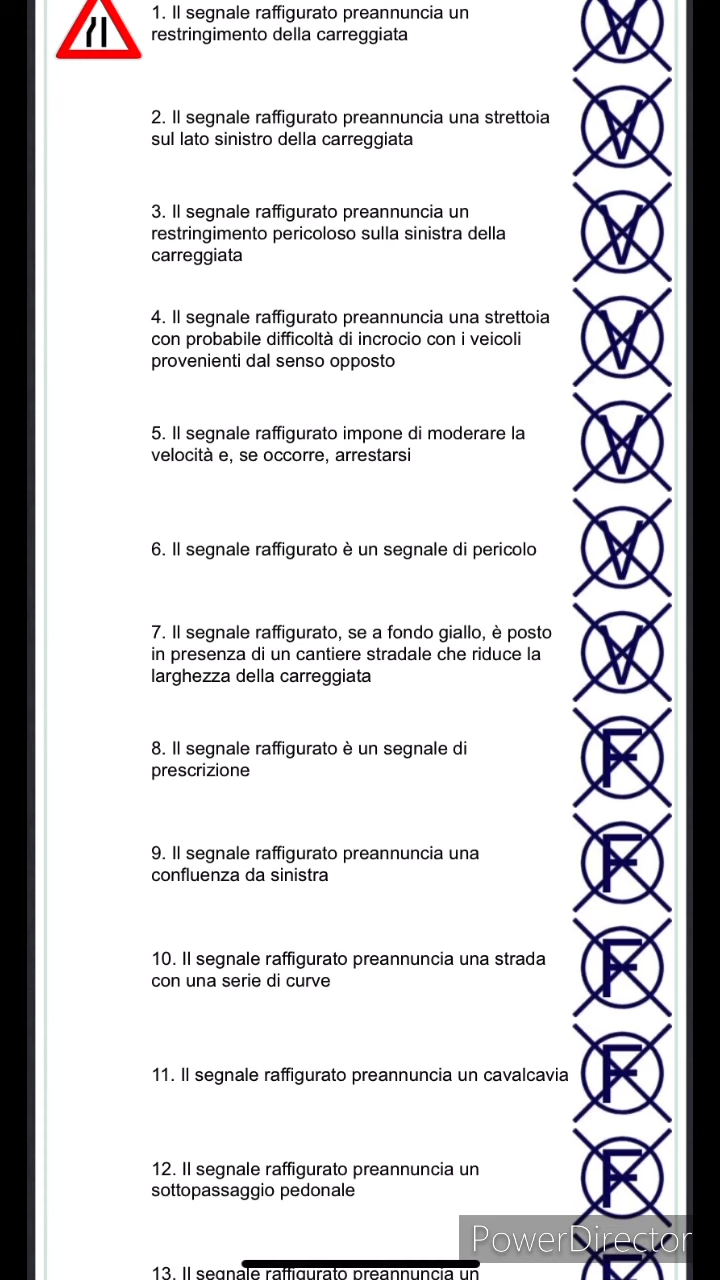 1. Il segnale raffigurato preannuncia un
restringimento della carreggiata
V
2. Il segnale raffigurato preannuncia una strettoia
sul lato sinistro della carreggiata
V
3. Il segnale raffigurato preannuncia un
restringimento pericoloso sulla sinistra della
carreggiata
V
4. Il segnale raffigurato preannuncia una strettoia
con probabile difficoltà di incrocio con i veicoli
provenienti dal senso opposto
V
5. Il segnale raffigurato impone di moderare la
velocità e, se occorre, arrestarsi
V
6. Il segnale raffigurato è un segnale di pericolo
V
7. Il segnale raffigurato, se a fondo giallo, è posto
in presenza di un cantiere stradale che riduce la
larghezza della carreggiata
V
8. Il segnale raffigurato è un segnale di
prescrizione
F
9. Il segnale raffigurato preannuncia una
confluenza da sinistra
F
10. Il segnale raffigurato preannuncia una strada
con una serie di curve
F
11. Il segnale raffigurato preannuncia un cavalcavia
F
12. Il segnale raffigurato preannuncia un
sottopassaggio pedonale
F
PowerDirector
13. Il segnale raffigurato preannuncia un
F